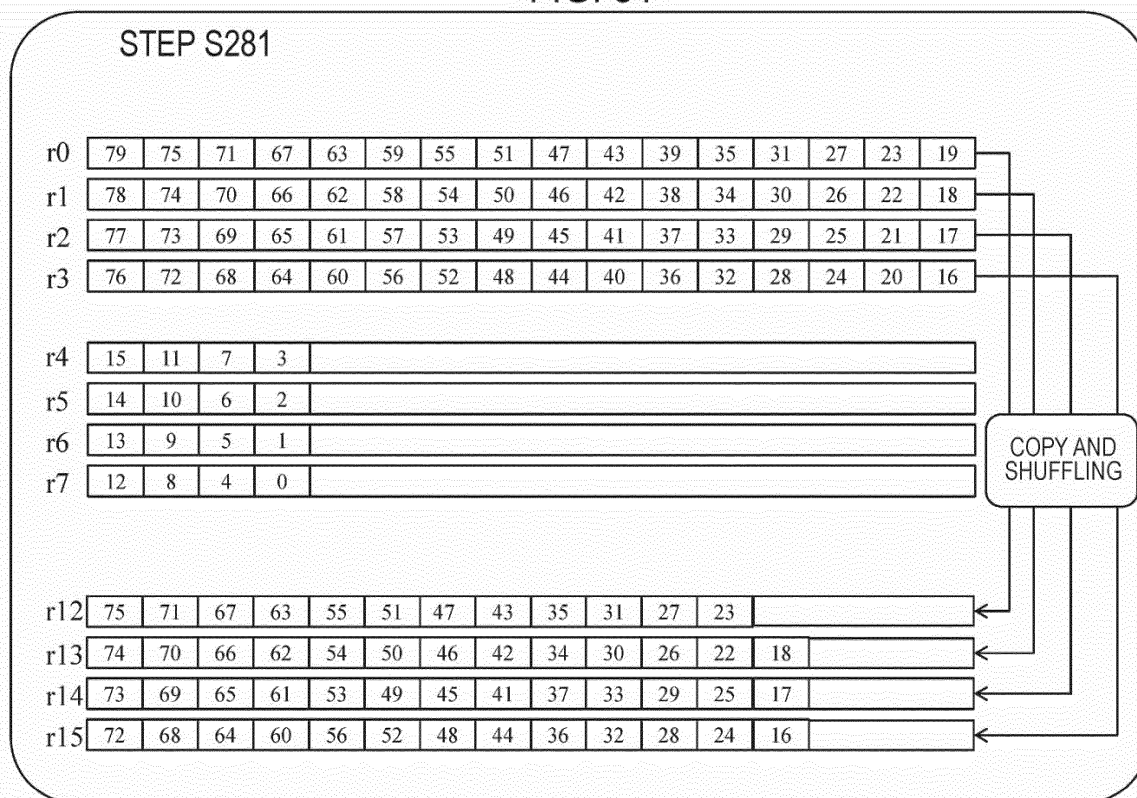 STEP S281
r0 79 75 71 67 63 59 55 51 47 43 39 35 31 27 23 19
r1 78 74 70 66 62 58 54 50 46 42 38 34 30 26 22 18
r2 77 73 69 65 61 57 53 49 45 41 37 33 29 25 21 17
r3 76 72 68 64 60 56 52 48 44 40 36 32 28 24 20 16
r4 15 11 7 3
r5 14 10 6 2
r6 13 9 5 1
r7 12 8 4 0
COPY AND
SHUFFLING
r12 75 71 67 63 55 51 47 43 35 31 27 23
r13 74 70 66 62 54 50 46 42 34 30 26 22 18
r14 73 69 65 61 53 49 45 41 37 33 29 25 17
r15 72 68 64 60 56 52 48 44 36 32 28 24 16